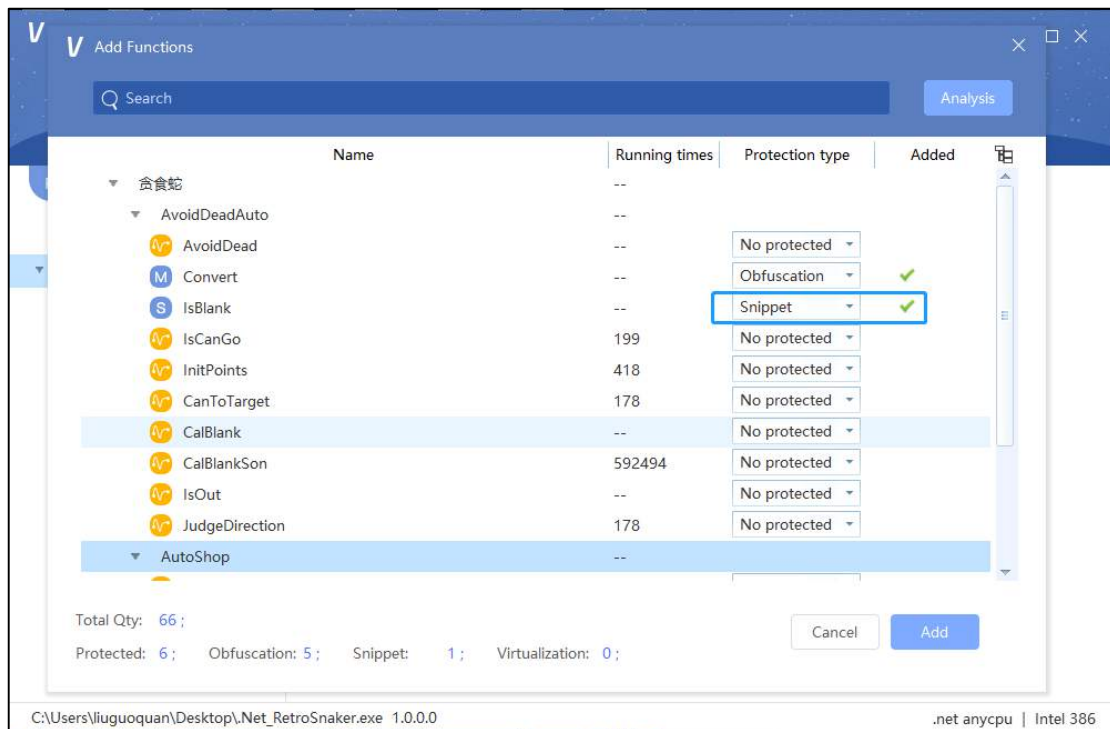 V
V Add Functions
Search
Analysis
Name Running times Protection type Added
贪食蛇 --
AvoidDeadAuto --
AvoidDead -- No protected
M Convert -- Obfuscation
S IsBlank -- Snippet
IsCanGo 199 No protected
InitPoints 418 No protected
CanToTarget 178 No protected
CalBlank -- No protected
CalBlankSon 592494 No protected
IsOut -- No protected
JudgeDirection 178 No protected
AutoShop --
Total Qty: 66 ;
Cancel Add
Protected: 6 ; Obfuscation: 5 ; Snippet: 1 ; Virtualization: 0 ;
C:\Users\liuguoquan\Desktop\.Net_RetroSnaker.exe 1.0.0.0 .net anycpu | Intel 386